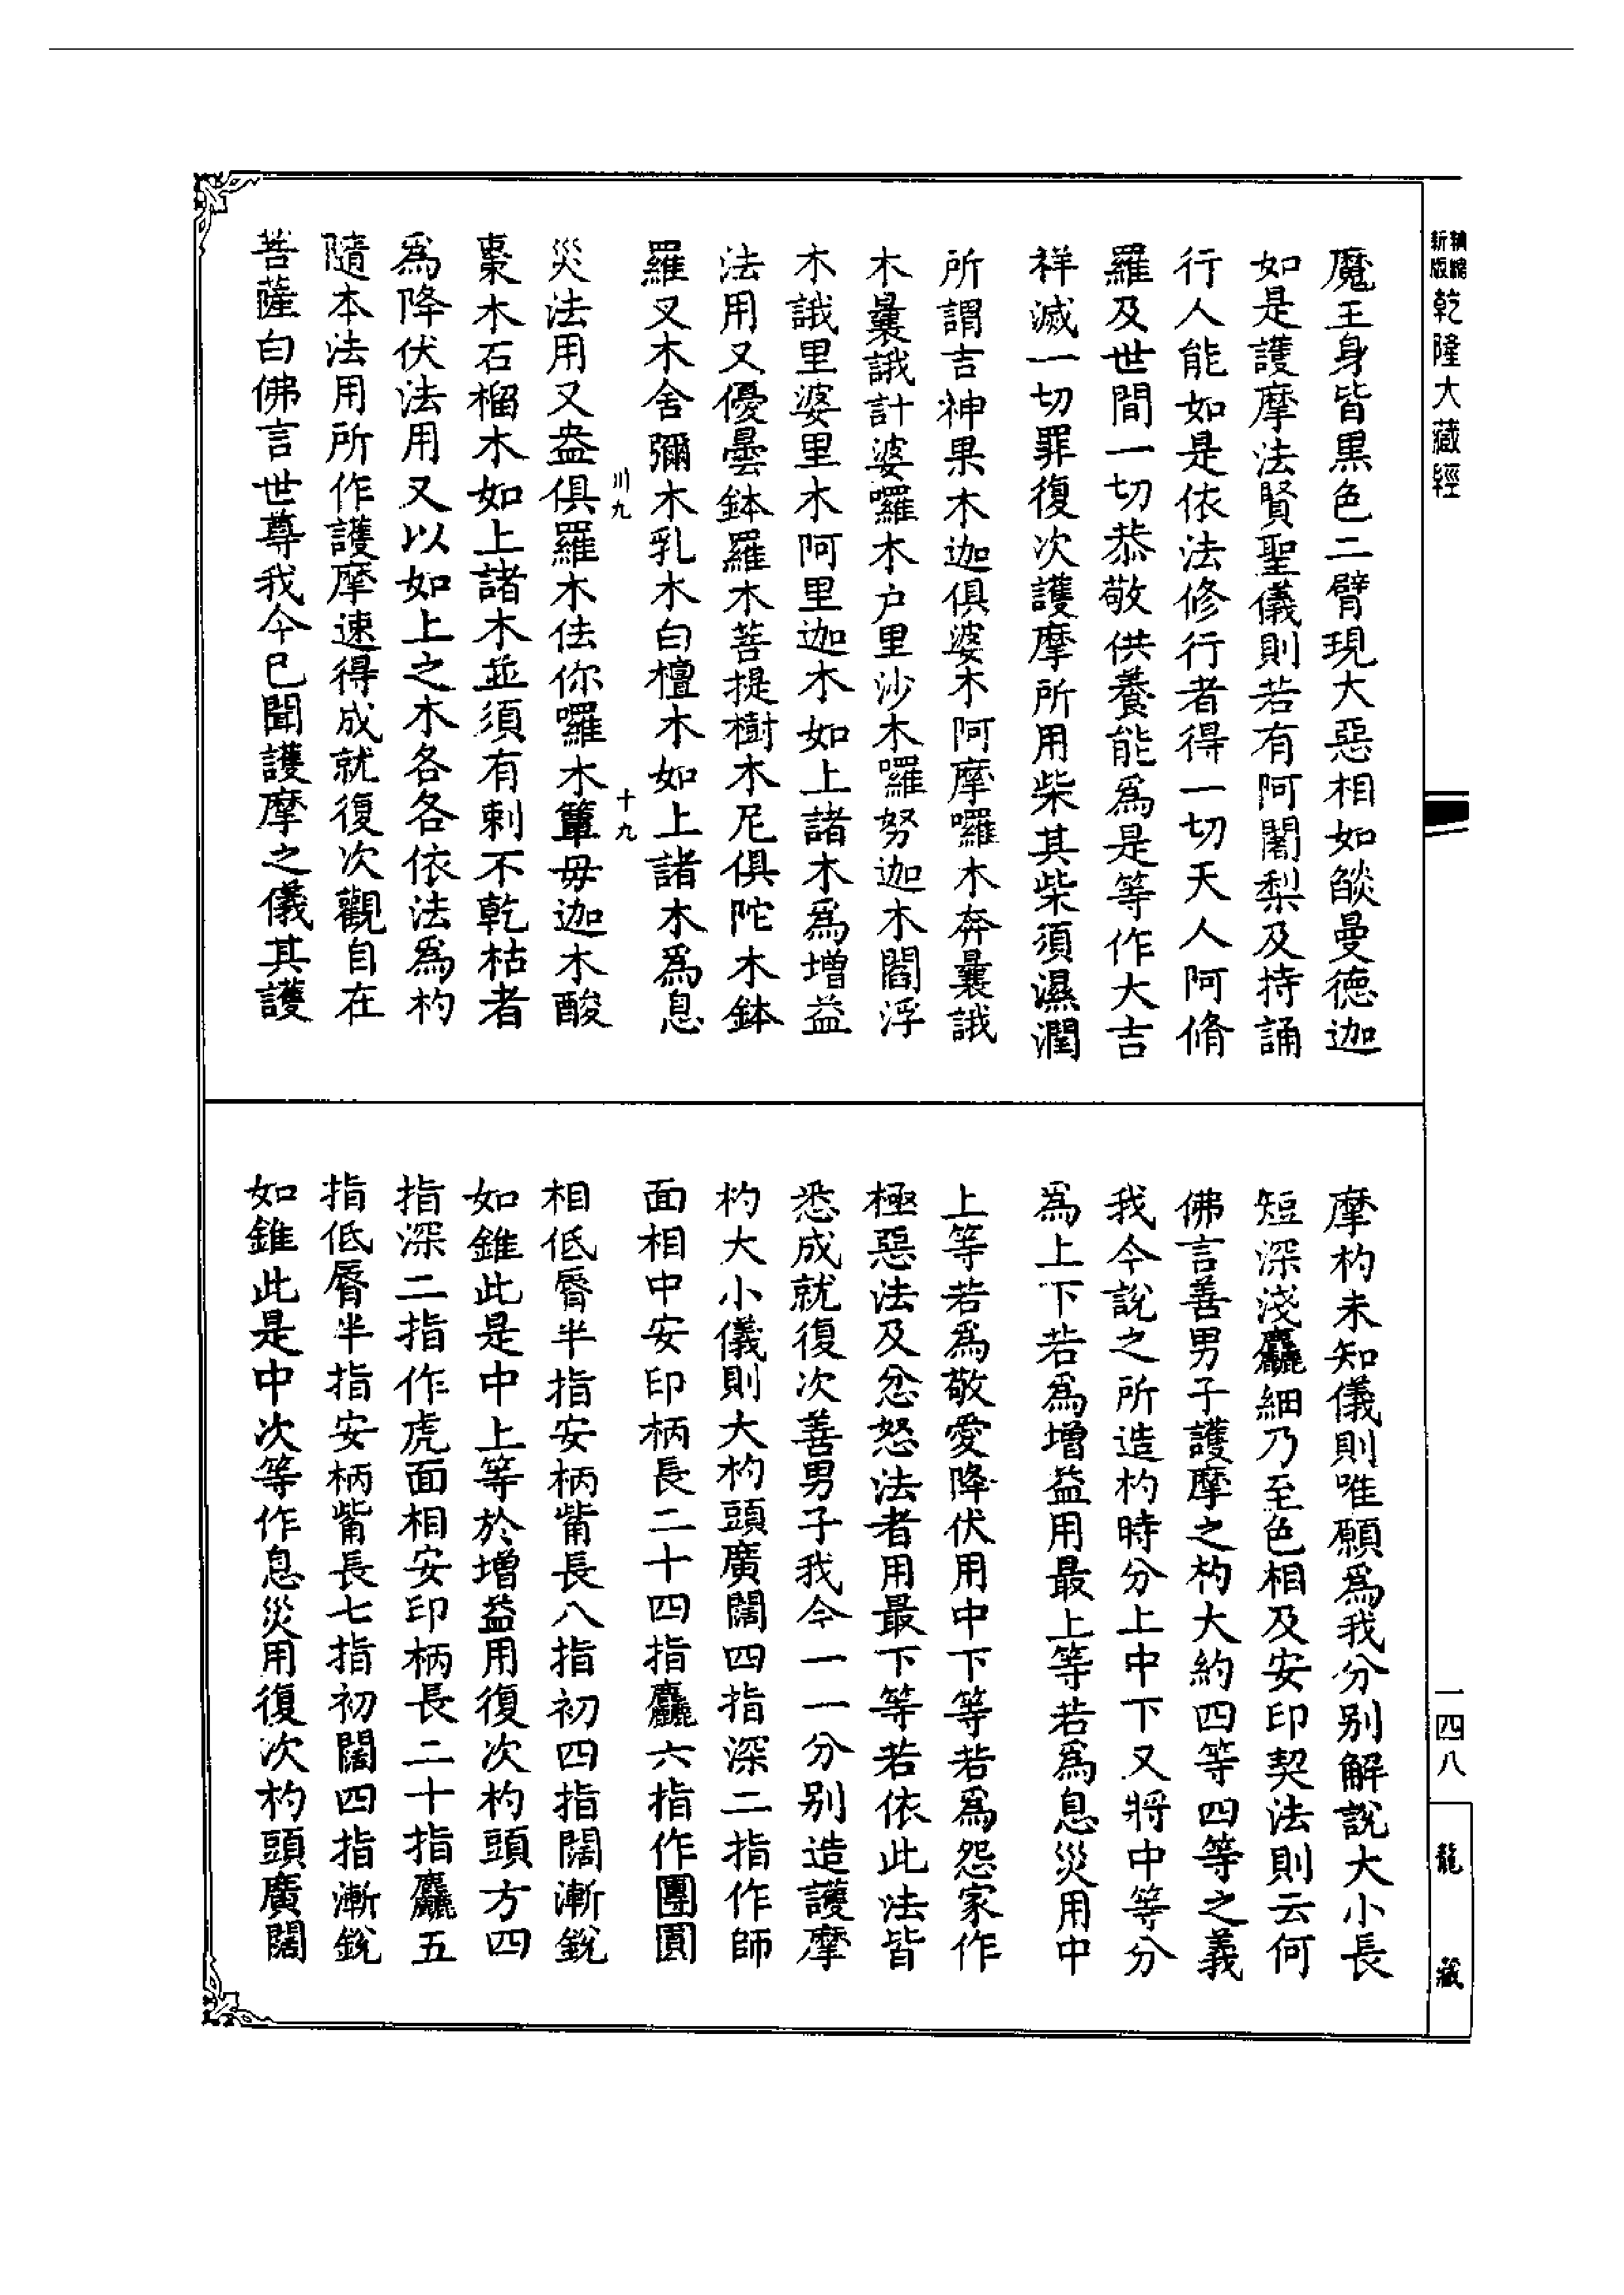 新版
精縮
乾隆大藏經
魔王身皆黑色二臂現大惡相如燄曼德迦
如是護摩法賢聖儀則若有阿闍梨及持誦
行人能如是依法修行者得一切天人阿脩
羅及世間一切恭敬供養能爲是等作大吉
祥滅一切罪復次護摩所用柴其柴須濕潤
所謂吉神果木迦俱婆木阿摩囉木奔曩誐
木曩誐計婆囉木户里沙木囉努迦木閻浮
木誐里婆里木阿里迦木如上諸木爲增益
法用又優曇鉢羅木菩提樹木尼俱陀木鉢
羅叉木舍彌木乳木白檀木如上諸木爲息
川九
十九
災法用又盎俱羅木佉你囉木篳毋迦木酸
棗木石榴木如上諸木並須有刺不乾枯者
爲降伏法用又以如上之木各各依法爲杓
隨本法用所作護摩速得成就復次觀自在
菩薩白佛言世尊我今已聞護摩之儀其護
摩杓未知儀則唯願爲我分别解說大小長
短深淺麤細乃至色相及安印契法則云何
佛言善男子護摩之杓大約四等四等之義
我今說之所造杓時分上中下又將中等分
爲上下若爲增益用最上等若爲息災用中
上等若爲敬愛降伏用中下等若爲怨家作
極惡法及忿怒法者用最下等若依此法皆
悉成就復次善男子我今一一分别造護摩
杓大小儀則大杓頭廣闊四指深二指作師
面相中安印柄長二十四指麤六指作團圓
相低脣半指安柄觜長八指初四指闊漸銳
如錐此是中上等於增益用復次杓頭方四
指深二指作虎面相安印柄長二十指麤五
指低脣半指安柄觜長七指初闊四指漸銳
如錐此是中次等作息災用復次杓頭廣闊
一四八
龍藏